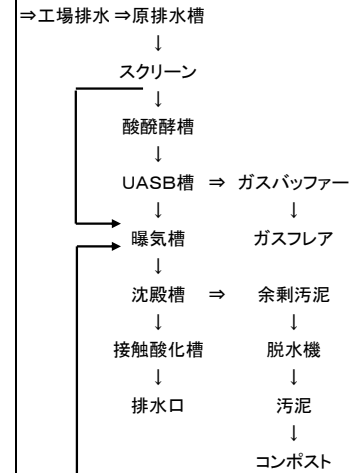 ⇒工場排水⇒原排水槽
↓
スクリーン
↓
酸醗酵槽
↓
UASB槽 ⇒ ガスバッファー
↓ ↓
曝気槽 ガスフレア
↓
沈殿槽 ⇒ 余剰汚泥
↓ ↓
接触酸化槽 脱水機
↓ ↓
排水口 汚泥
↓
コンポスト